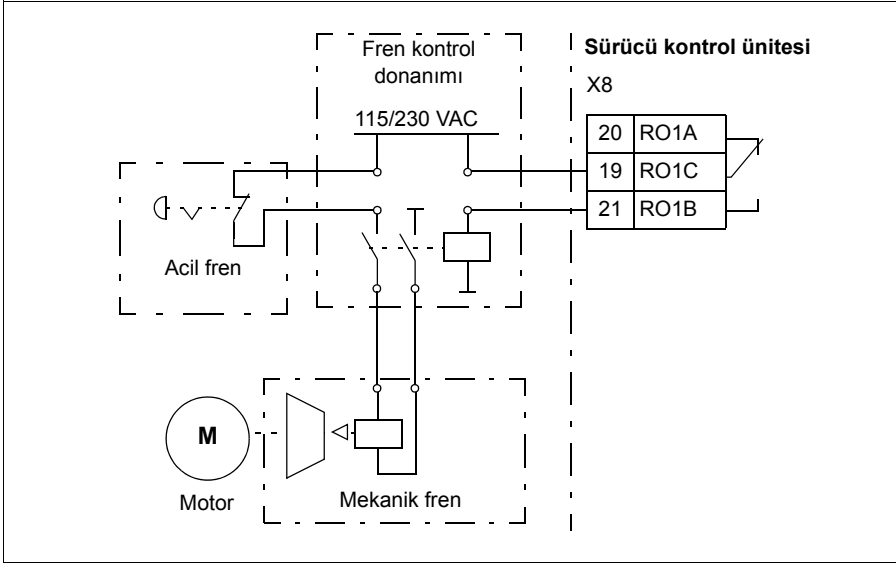 Fren kontrol
donanımı
115/230 VAC
Sürücü kontrol ünitesi
X8
20 RO1A
19 RO1C
21 RO1B
Acil fren
M
Motor
Mekanik fren